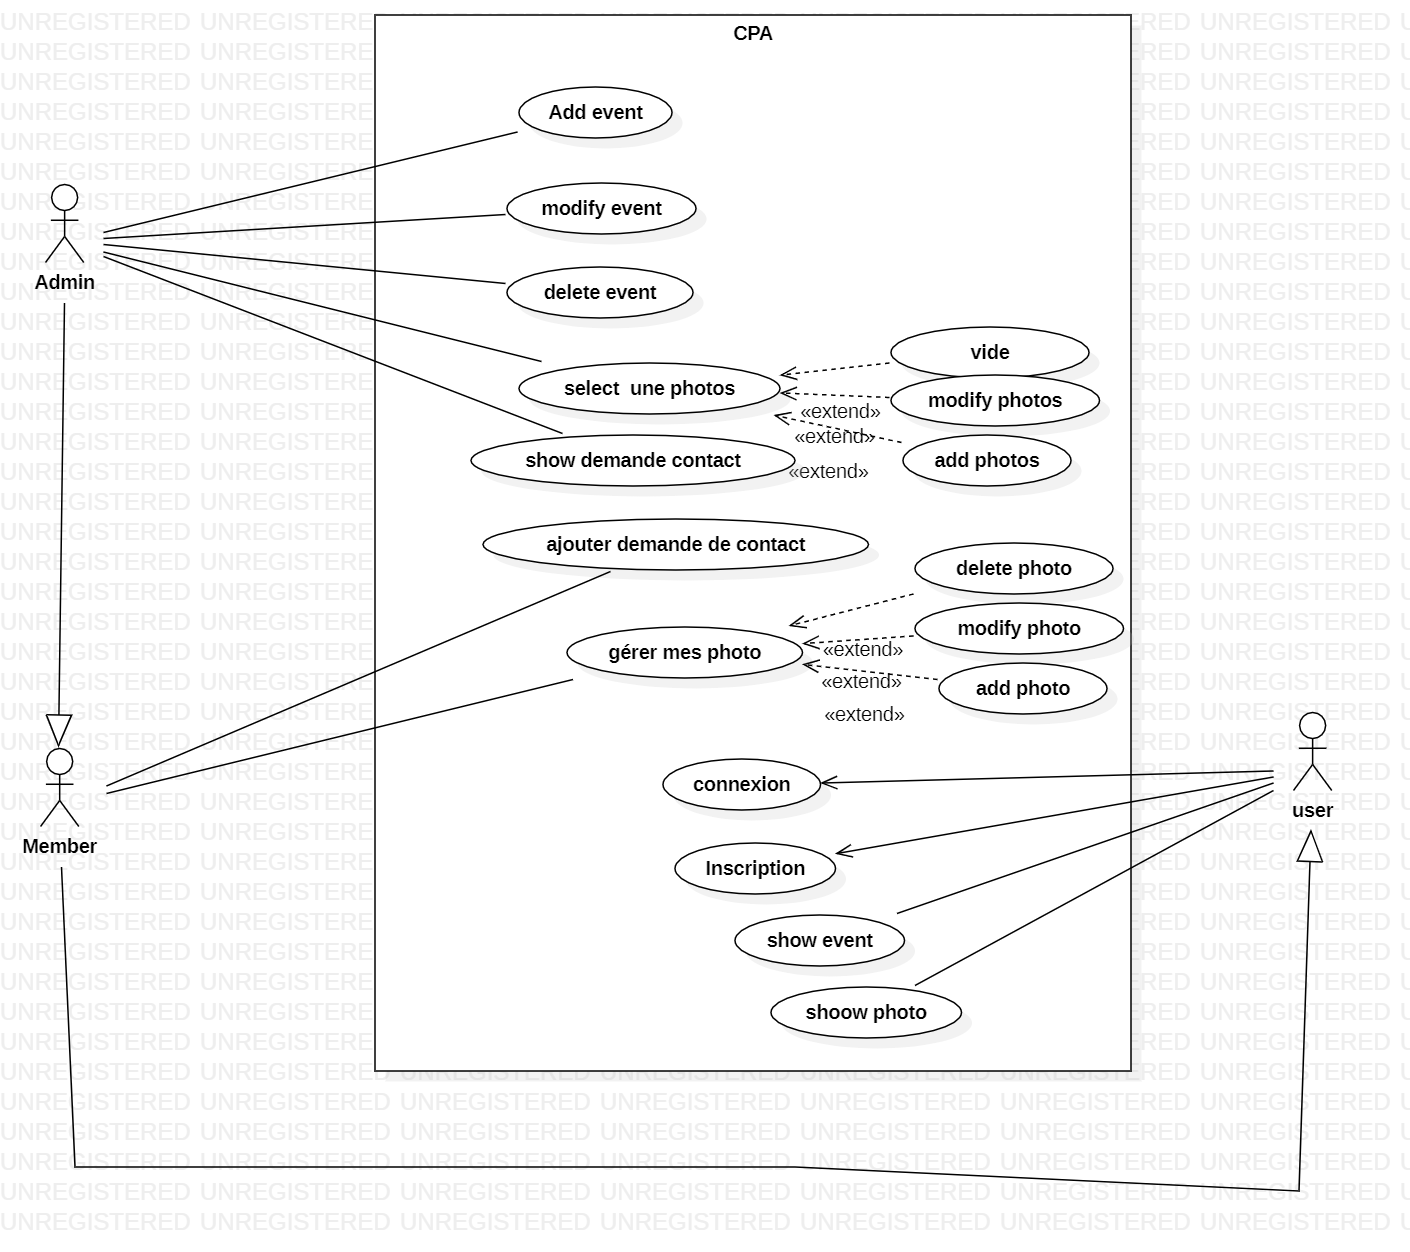 CPA
Add event
modify event
Admin
delete event
vide
select  une photos
modify photos
«extend»
«extend»
show demande contact
add photos
«extend»
ajouter demande de contact
delete photo
modify photo
gérer mes photo
«extend»
«extend»
add photo
«extend»
connexion
user
Member
Inscription
show event
shoow photo
UNREGISTERED